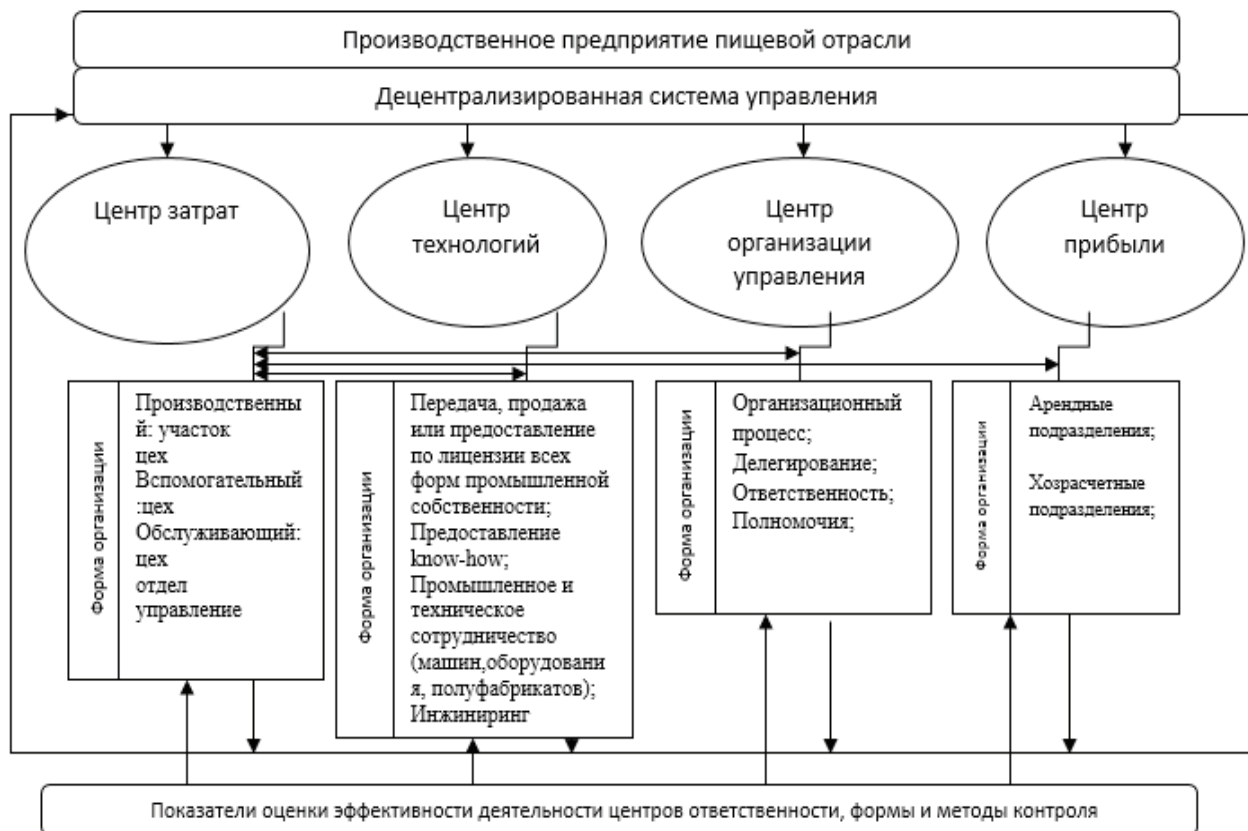 Производственное предприятие пищевой отрасли
Децентрализированная система управления
Центр затрат
Центр
технологий
Центр
организации
управления
Центр
прибыли
Форма организации
Производственны
й: участок
цех
Вспомогательный
:цех
Обслуживающий:
цех
отдел
управление
Форма организации
Передача, продажа
или предоставление
по лицензии всех
форм промышленной
собственности;
Предоставление
know-how;
Промышленное и
техническое
сотрудничество
(машин,оборудовани
я, полуфабрикатов);
Инжиниринг
Форма организации
Организационный
процесс;
Делегирование;
Ответственность;
Полномочия;
Форма организации
Арендные
подразделения;
Хозрасчетные
подразделения;
Показатели оценки эффективности деятельности центров ответственности, формы и методы контроля